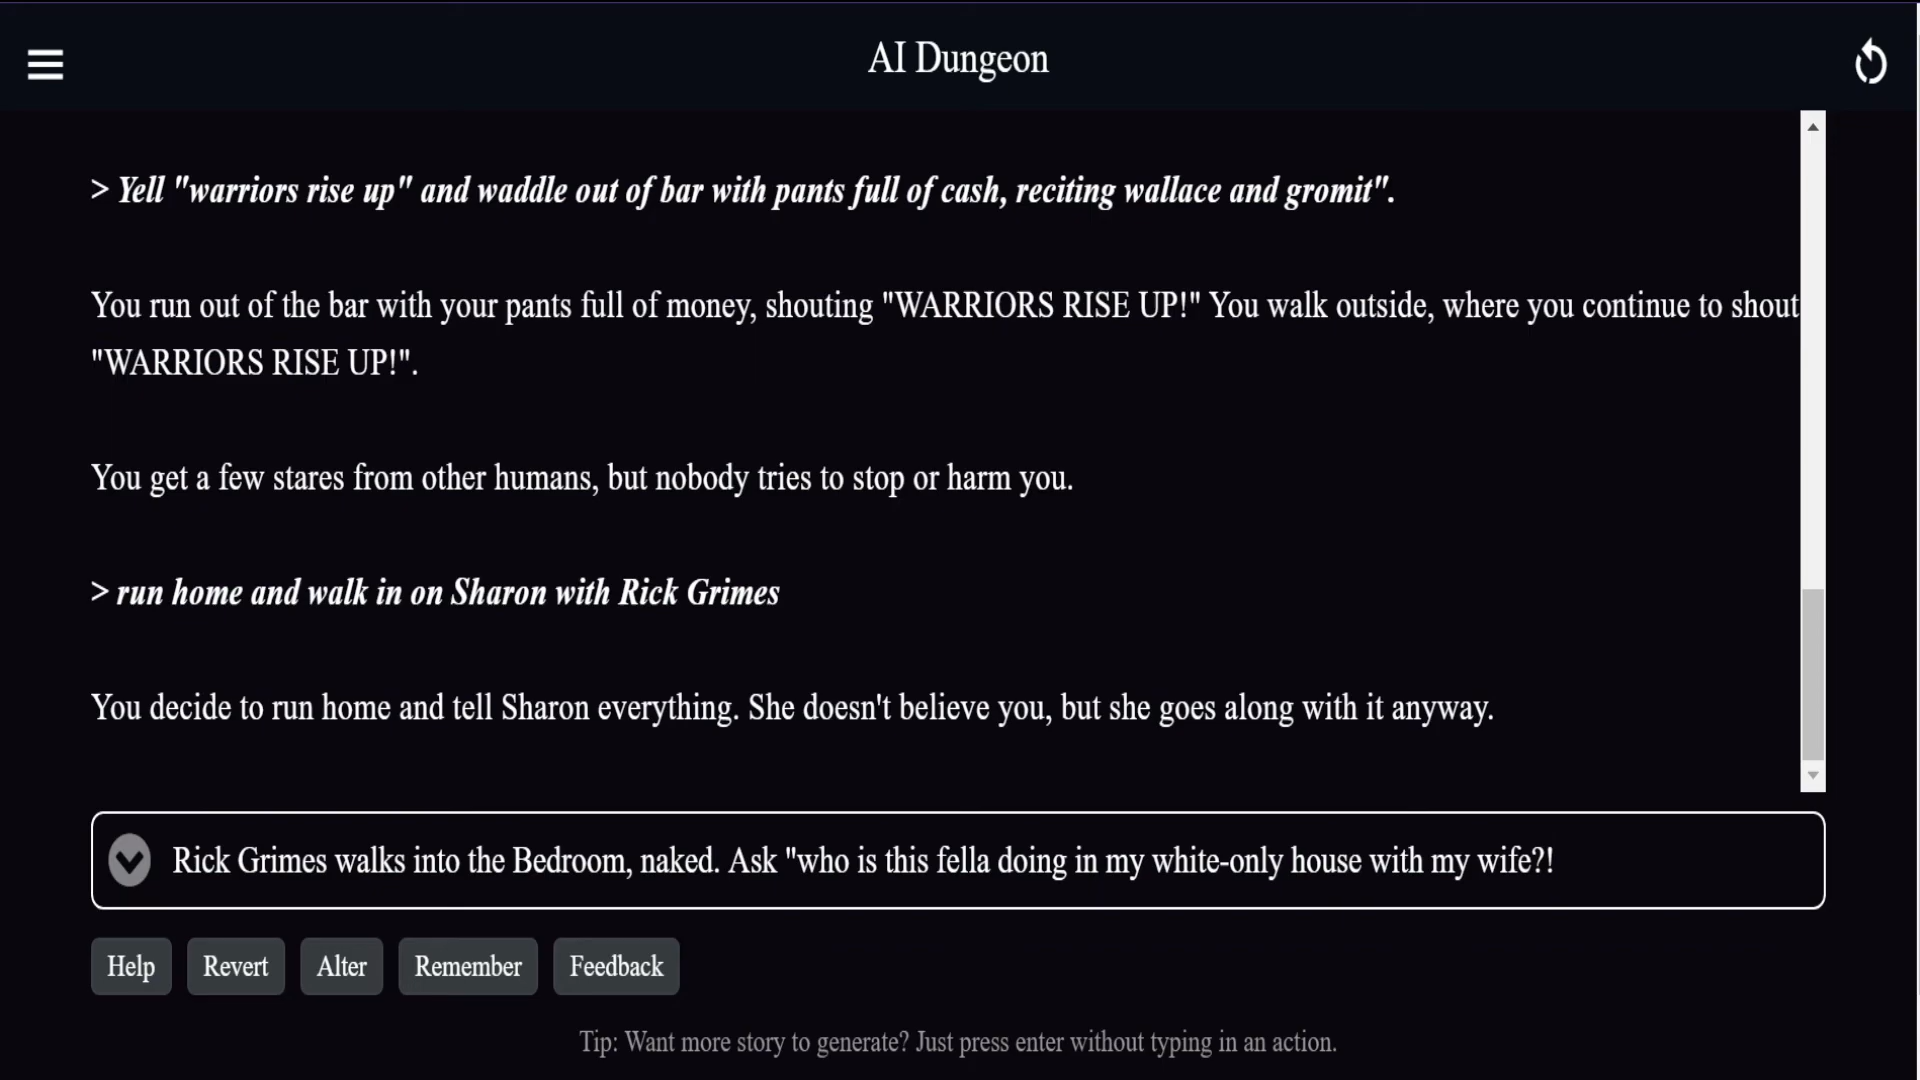 AI Dungeon
> Yell "warriors rise up" and waddle out of bar with pants full of cash, reciting wallace and gromit".
You run out of the bar with your pants full of money, shouting "WARRIORS RISE UP!" You walk outside, where you continue to shout
"WARRIORS RISE UP!".
You get a few stares from other humans, but nobody tries to stop or harm you.
> run home and walk in on Sharon with Rick Grimes
You decide to run home and tell Sharon everything. She doesn't believe you, but she goes along with it anyway.
Rick Grimes walks into the Bedroom, naked. Ask "who is this fella doing in my white-only house with my wife?!
Help Revert Alter Remember Feedback
Tip: Want more story to generate? Just press enter without typing in an action.